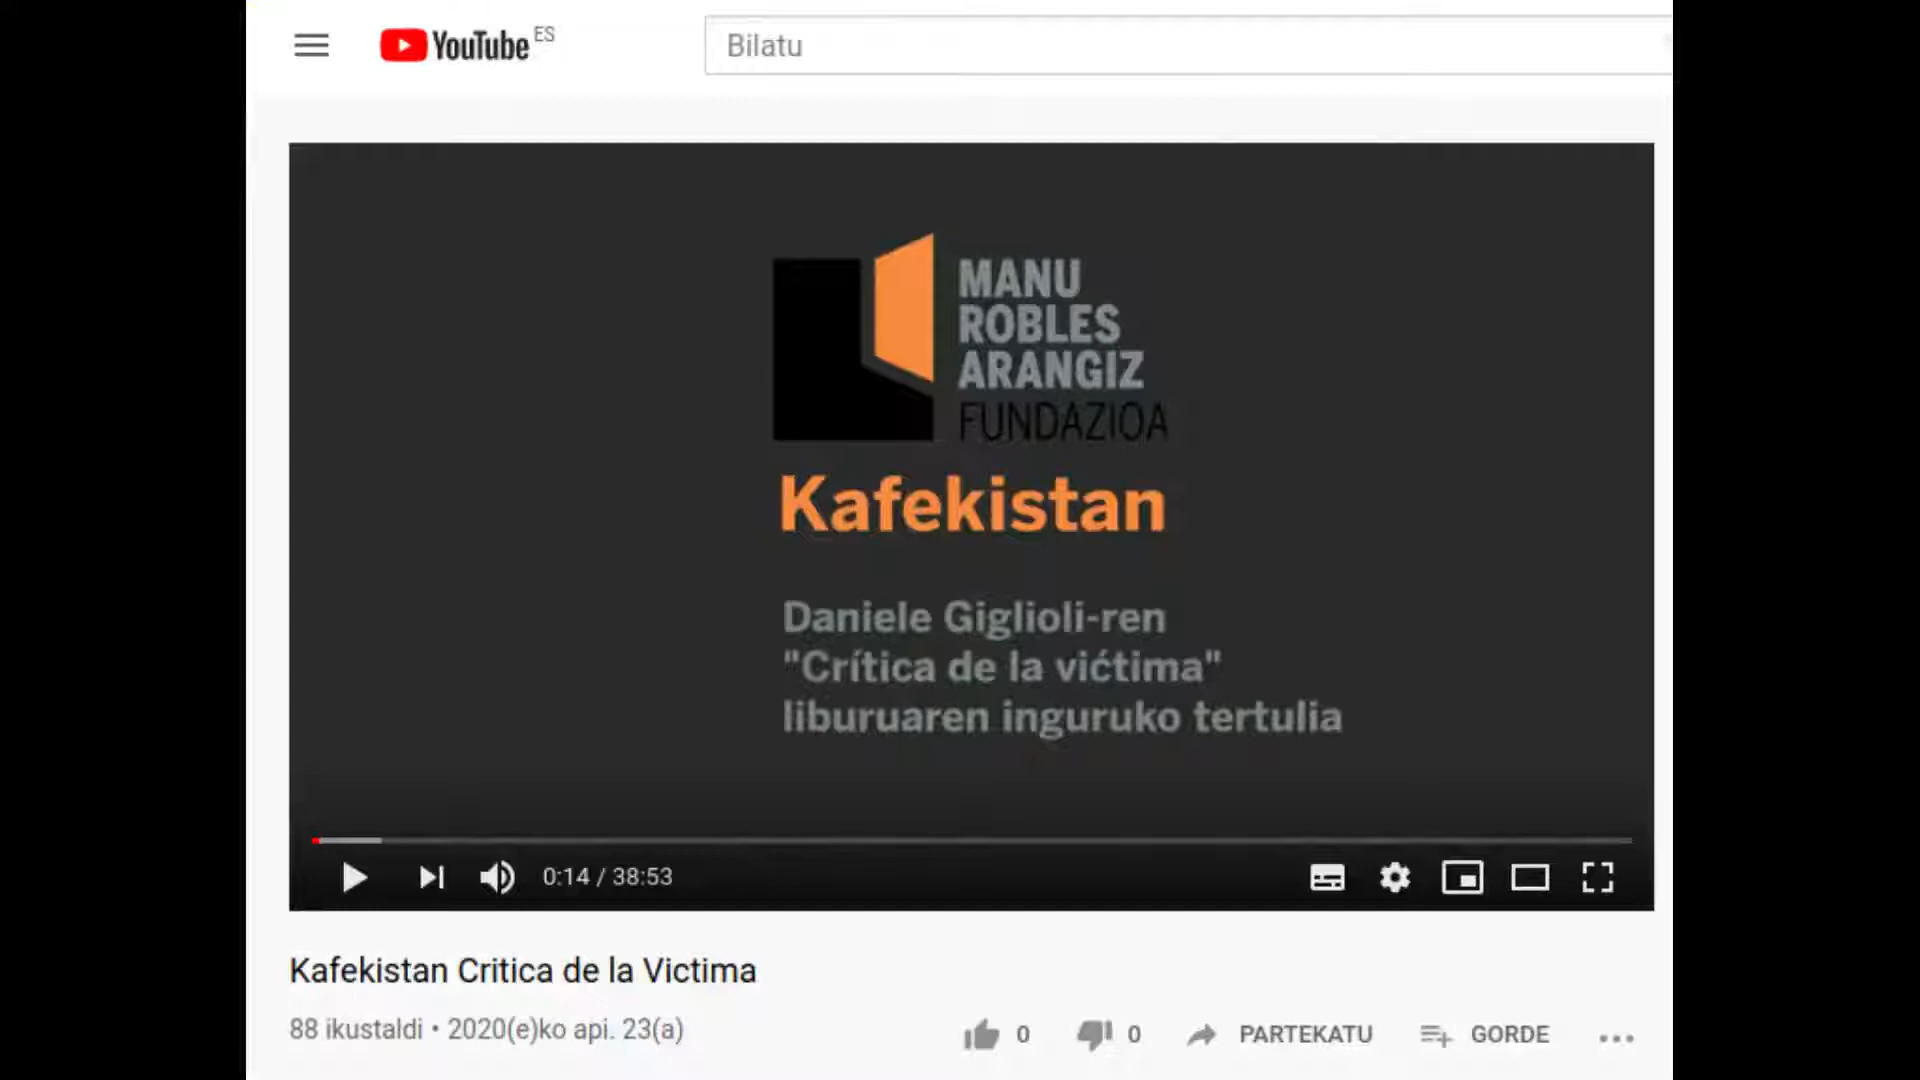 YouTube ES
Bilatu
MANU
ROBLES
ARANGIZ
FUNDAZIOA
Kafekistan
Daniele Giglioli-ren
"Crítica de la vićtima"
liburuaren inguruko tertulia
0:14 / 38:53
Kafekistan Critica de la Victima
88 ikustaldi • 2020(e)ko api. 23(a)
0 0 PARTEKATU GORDE